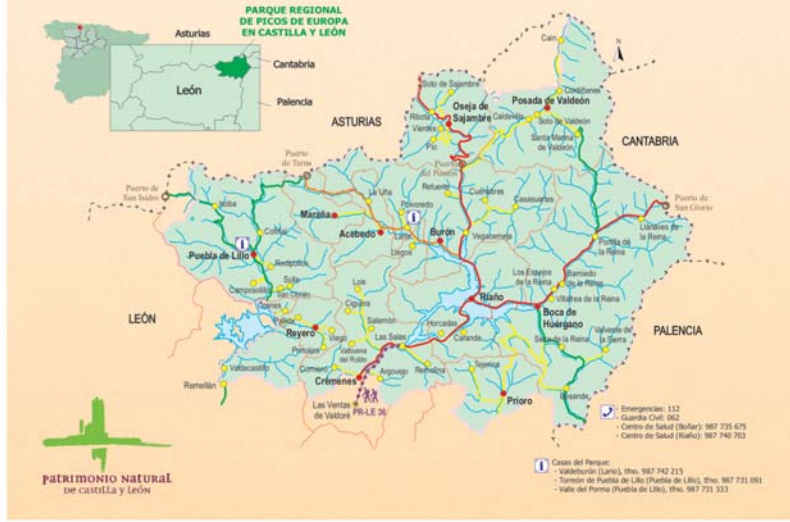 PARQUE REGIONAL
DE PICOS DE EUROPA
EN CASTILLA Y LEÓN
Asturias
Cantabria
León
Palencia
Caín
N
Soto de Sajambre
Cordiñanes
Oseja de
Sajambre
Posada de Valdeón
Ribota
Caldevilla
Soto de Valdeón
Vierdes
Pío
Santa Marina
de Valdeón
ASTURIAS
CANTABRIA
Puerto
de Tarna
Puerto
del Pontón
Puerto de
San Isidro
La Uña
Retuerto
Cuénabres
Casasuertes
Puerto de
San Glorio
Isoba
Maraña
Polvoredo
Llánaves de
la Reina
Cofiñal
Acebedo
Lario
Burón
Vegacerneja
Portilla de
la Reina
Puebla de Lillo
Liegos
Redipollos
Los Espejos
de la Reina
Barniedo
de la Reina
Camposolillo
Solle
San Cibrián
Lois
Riaño
Villafrea de la Reina
LEÓN
Ciguera
Boca de
Huérgano
PALENCIA
Reyero
Viego
Salamón
Horcadas
Carande
Siero de la Reina
Valverde de
la Sierra
Las Salas
Valbuena
del Roblo
Valdecastillo
Corniero
Argovejo
Remolina
Tejerina
Remellán
Crémenes
Prioro
Besande
Las Ventas
de Valdoré
PR-LE 36
- Emergencias: 112
- Guardia Civil: 062
- Centro de Salud (Boñar): 987 735 675
- Centro de Salud (Riaño): 987 740 703
Casas del Parque:
- Valdeburón (Lario), tfno. 987 742 215
- Torreón de Puebla de Lillo (Puebla de Lillo), tfno. 987 731 091
- Valle del Porma (Puebla de Lillo), tfno. 987 731 333
patrimonio natural
de castilla y león